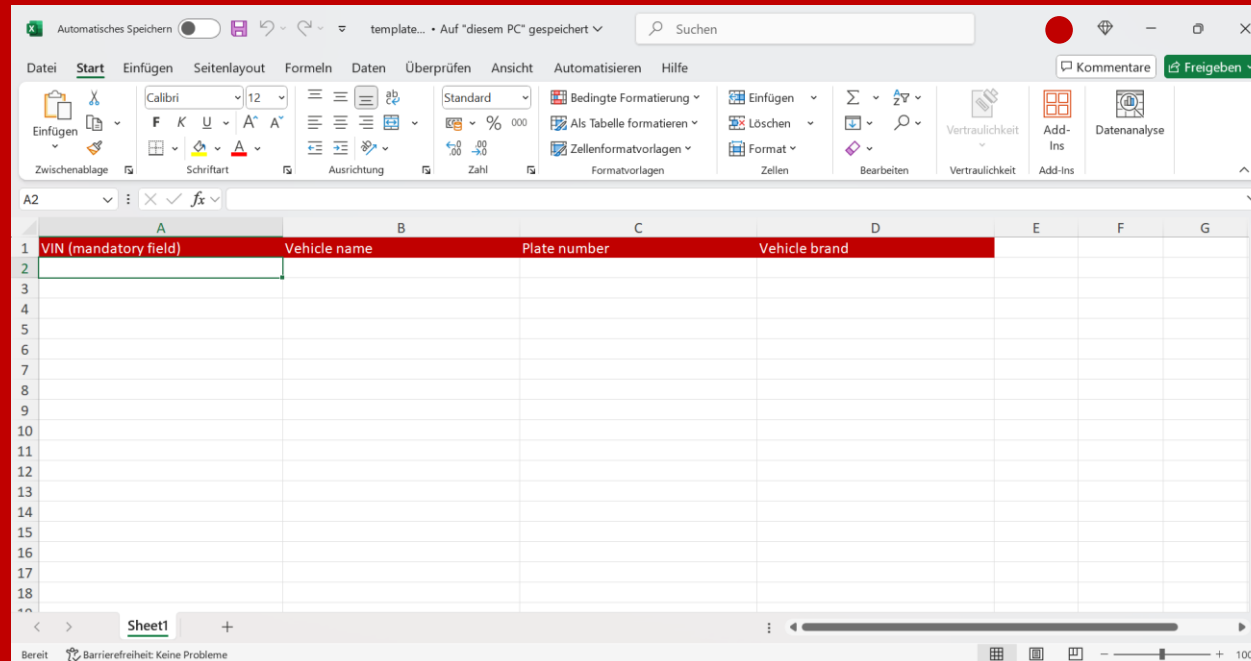 Automatisches Speichern template... • Auf "diesem PC" gespeichert Suchen
Datei Start Einfügen Seitenlayout Formeln Daten Überprüfen Ansicht Automatisieren Hilfe Kommentare Freigeben
Calibri 12 Standard Bedingte Formatierung Einfügen
Einfügen F K U A A % 000 Als Tabelle formatieren Löschen Vertraulichkeit Add-Ins Datenanalyse
A Zellenformatvorlagen Format
Zwischenablage Schriftart Ausrichtung Zahl Formatvorlagen Zellen Bearbeiten Vertraulichkeit Add-Ins
A2 fx
A B C D E F G
1 VIN (mandatory field) Vehicle name Plate number Vehicle brand
2
3
4
5
6
7
8
9
10
11
12
13
14
15
16
17
18
Sheet1
Bereit Barrierefreiheit: Keine Probleme 100